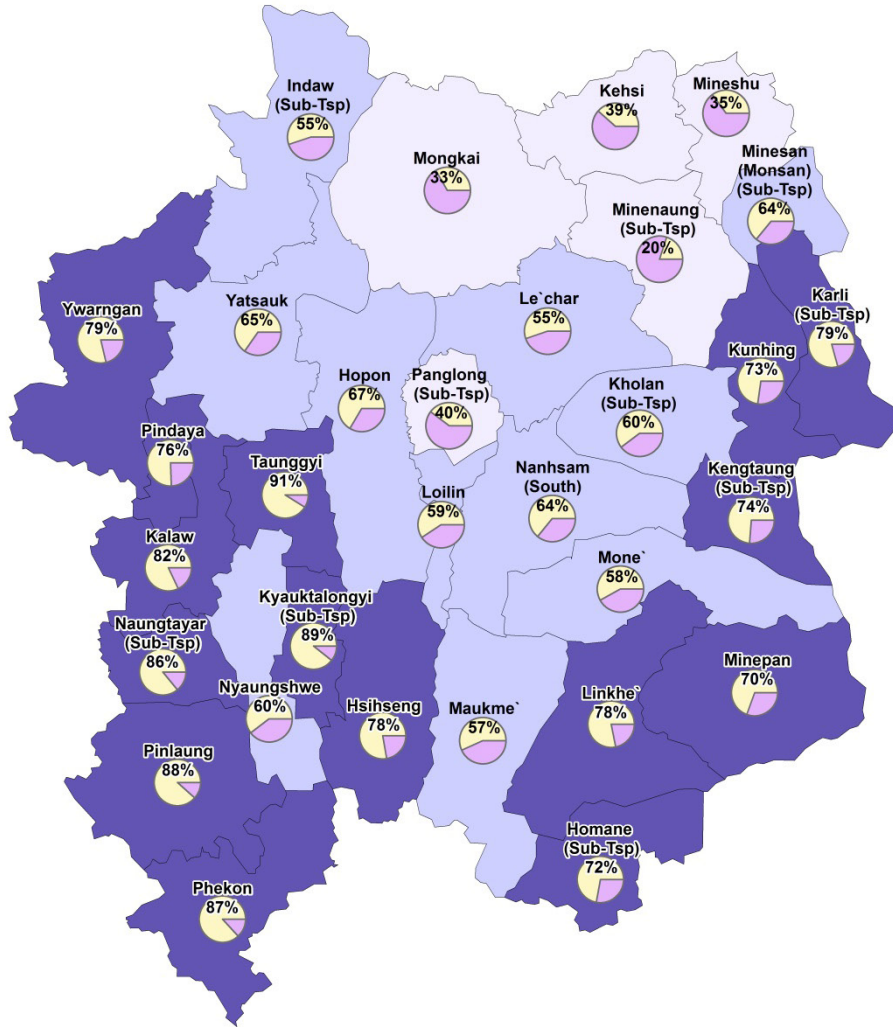 Indaw
(Sub-Tsp)
55%
Kehsi
39%
Mineshu
35%
Mongkai
33%
Minesan
(Monsan)
(Sub-Tsp)
64%
Minenaung
(Sub-Tsp)
20%
Ywarngan
79%
Yatsauk
65%
Le`char
55%
Karli
(Sub-Tsp)
79%
Kunhing
73%
Hopon
67%
Panglong
(Sub-Tsp)
40%
Kholan
(Sub-Tsp)
60%
Pindaya
76%
Taunggyi
91%
Loilin
59%
Nanhsam
(South)
64%
Kengtaung
(Sub-Tsp)
74%
Kalaw
82%
Mone`
58%
Kyauktalongyi
(Sub-Tsp)
89%
Naungtayar
(Sub-Tsp)
86%
Minepan
70%
Nyaungshwe
60%
Hsihseng
78%
Maukme`
57%
Linkhe`
78%
Pinlaung
88%
Homane
(Sub-Tsp)
72%
Phekon
87%